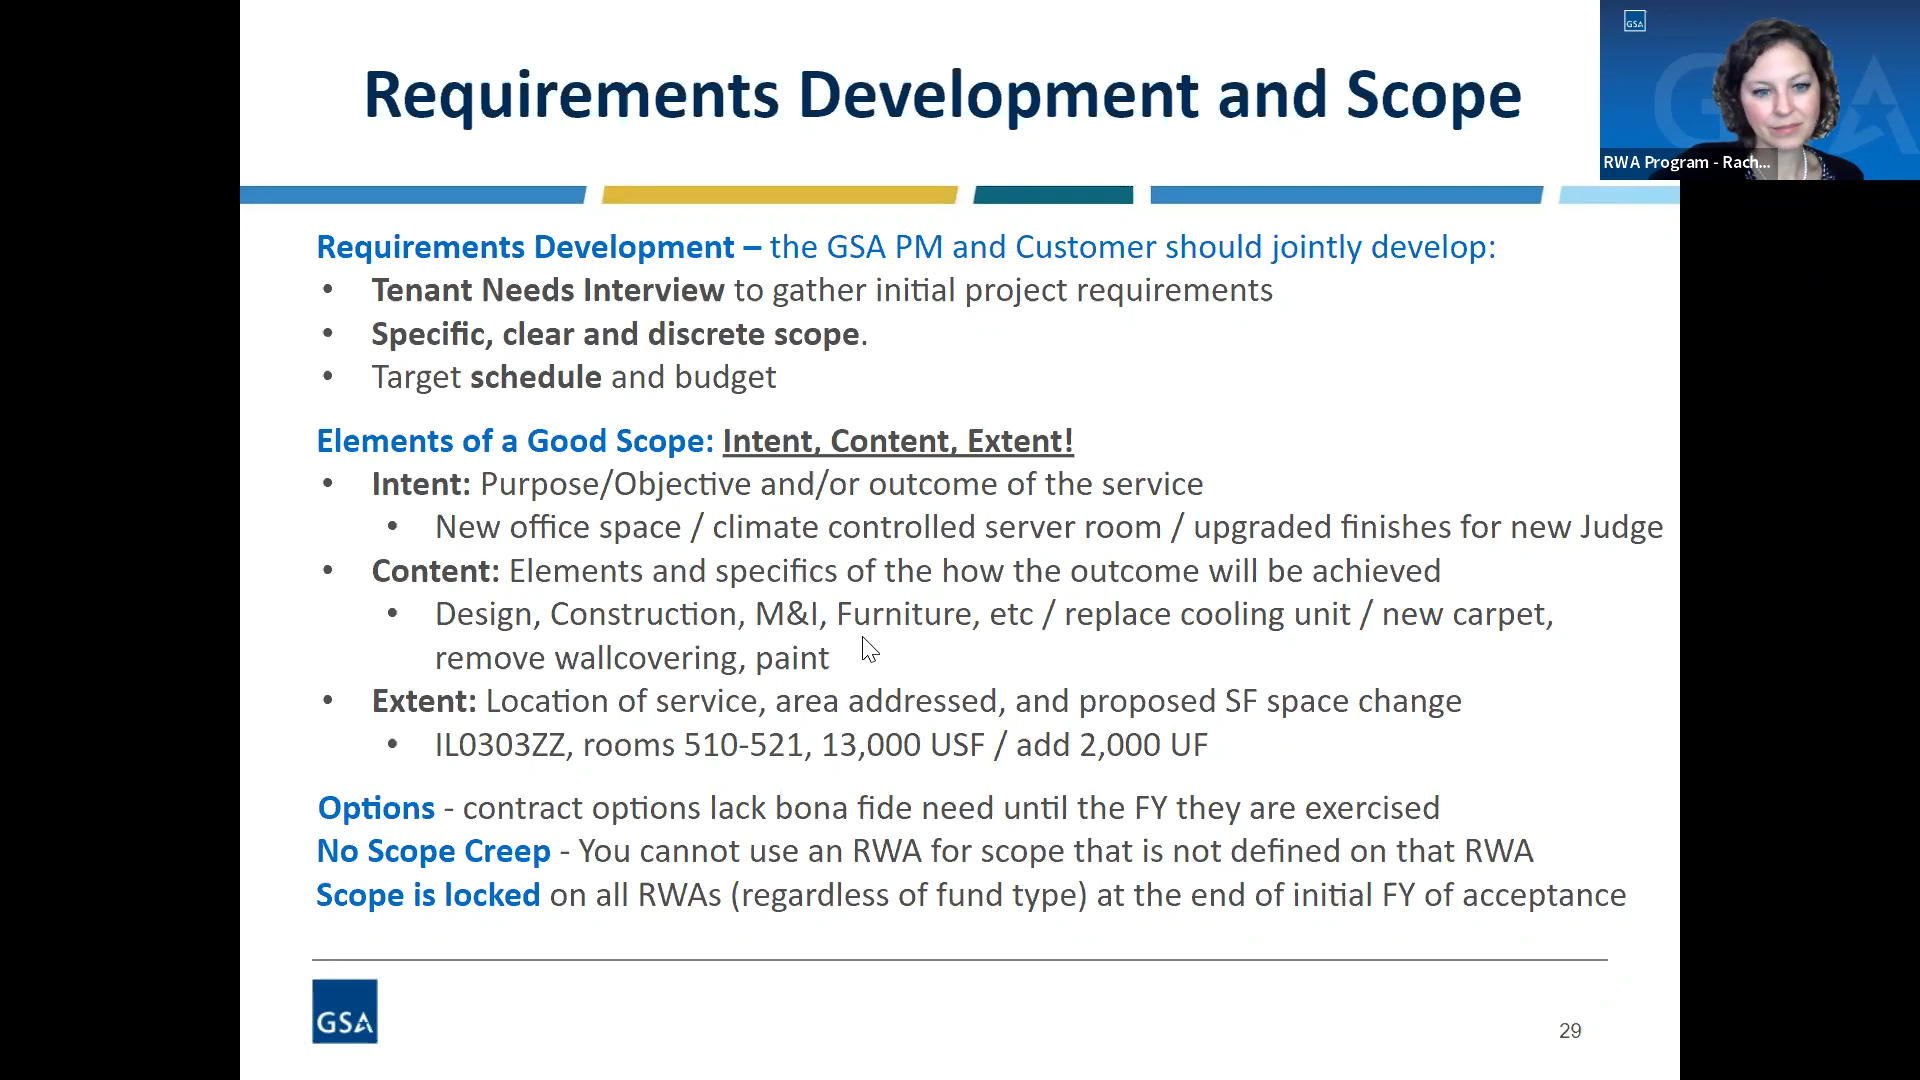 Requirements Development and Scope
GSA
RWA Program - Rach...
Requirements Development – the GSA PM and Customer should jointly develop:
• Tenant Needs Interview to gather initial project requirements
• Specific, clear and discrete scope.
• Target schedule and budget
Elements of a Good Scope: Intent, Content, Extent!
• Intent: Purpose/Objective and/or outcome of the service
• New office space / climate controlled server room / upgraded finishes for new Judge
• Content: Elements and specifics of the how the outcome will be achieved
• Design, Construction, M&I, Furniture, etc / replace cooling unit / new carpet,
remove wallcovering, paint
• Extent: Location of service, area addressed, and proposed SF space change
• IL0303ZZ, rooms 510-521, 13,000 USF / add 2,000 UF
Options - contract options lack bona fide need until the FY they are exercised
No Scope Creep - You cannot use an RWA for scope that is not defined on that RWA
Scope is locked on all RWAs (regardless of fund type) at the end of initial FY of acceptance
GSA
29